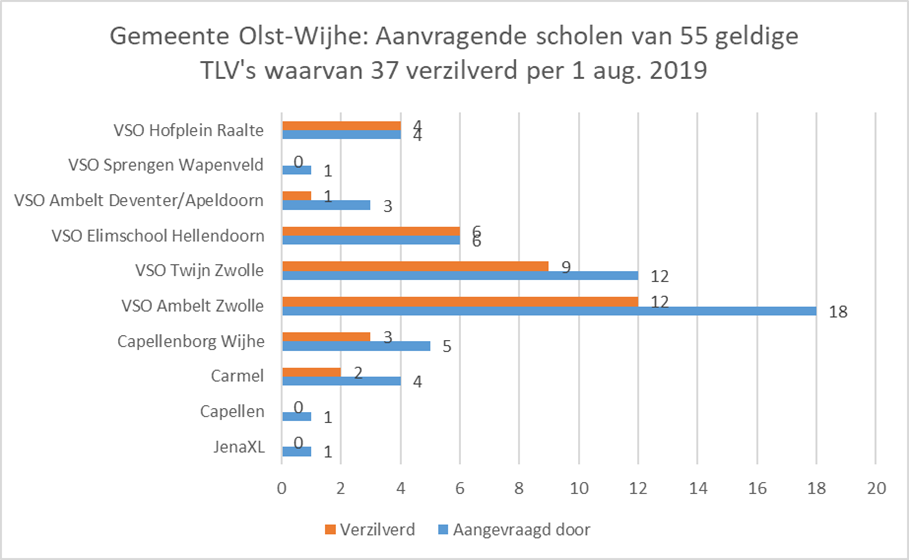 Gemeente Olst-Wijhe: Aanvragende scholen van 55 geldige
TLV's waarvan 37 verzilverd per 1 aug. 2019
VSO Hofplein Raalte
4
4
VSO Sprengen Wapenveld
0
1
VSO Ambelt Deventer/Apeldoorn
1
3
VSO Elimschool Hellendoorn
6
6
VSO Twijn Zwolle
9
12
VSO Ambelt Zwolle
12
18
Capellenborg Wijhe
3
5
Carmel
2
4
Capellen
0
1
JenaXL
0
1
0 2 4 6 8 10 12 14 16 18 20
Verzilverd Aangevraagd door